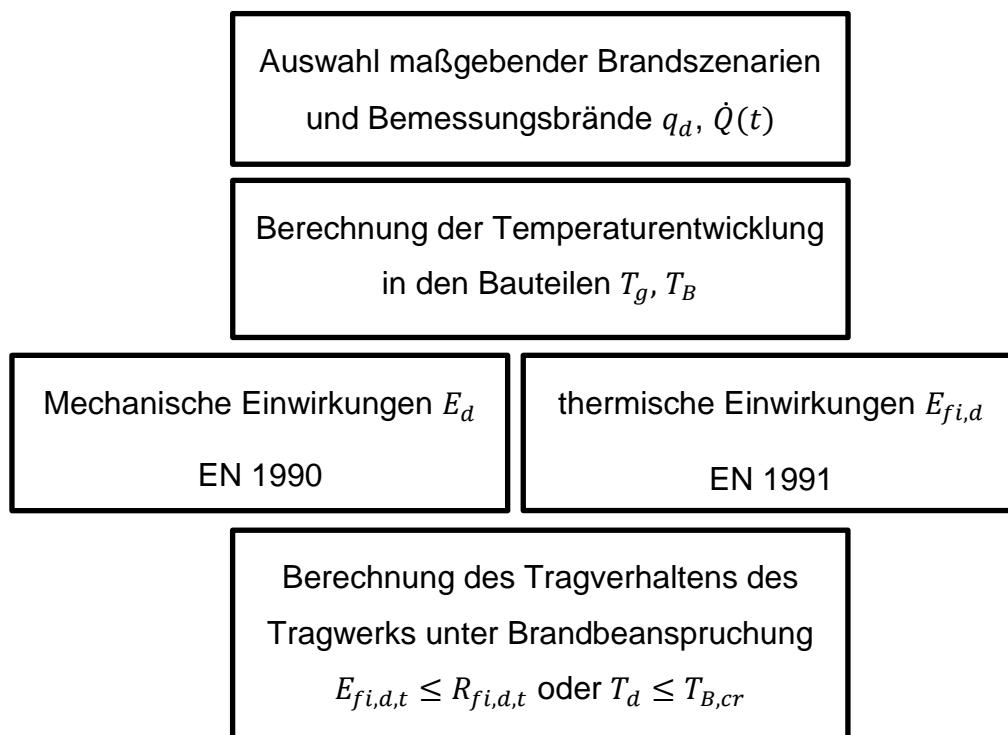 Auswahl maßgebender Brandszenarien
und Bemessungsbrände $q_d$, $\dot{Q}(t)$
Berechnung der Temperaturentwicklung
in den Bauteilen $T_g$, $T_B$
Mechanische Einwirkungen $E_d$
EN 1990
thermische Einwirkungen $E_{fi,d}$
EN 1991
Berechnung des Tragverhaltens des
Tragwerks unter Brandbeanspruchung
$E_{fi,d,t} \leq R_{fi,d,t}$ oder $T_d \leq T_{B,cr}$